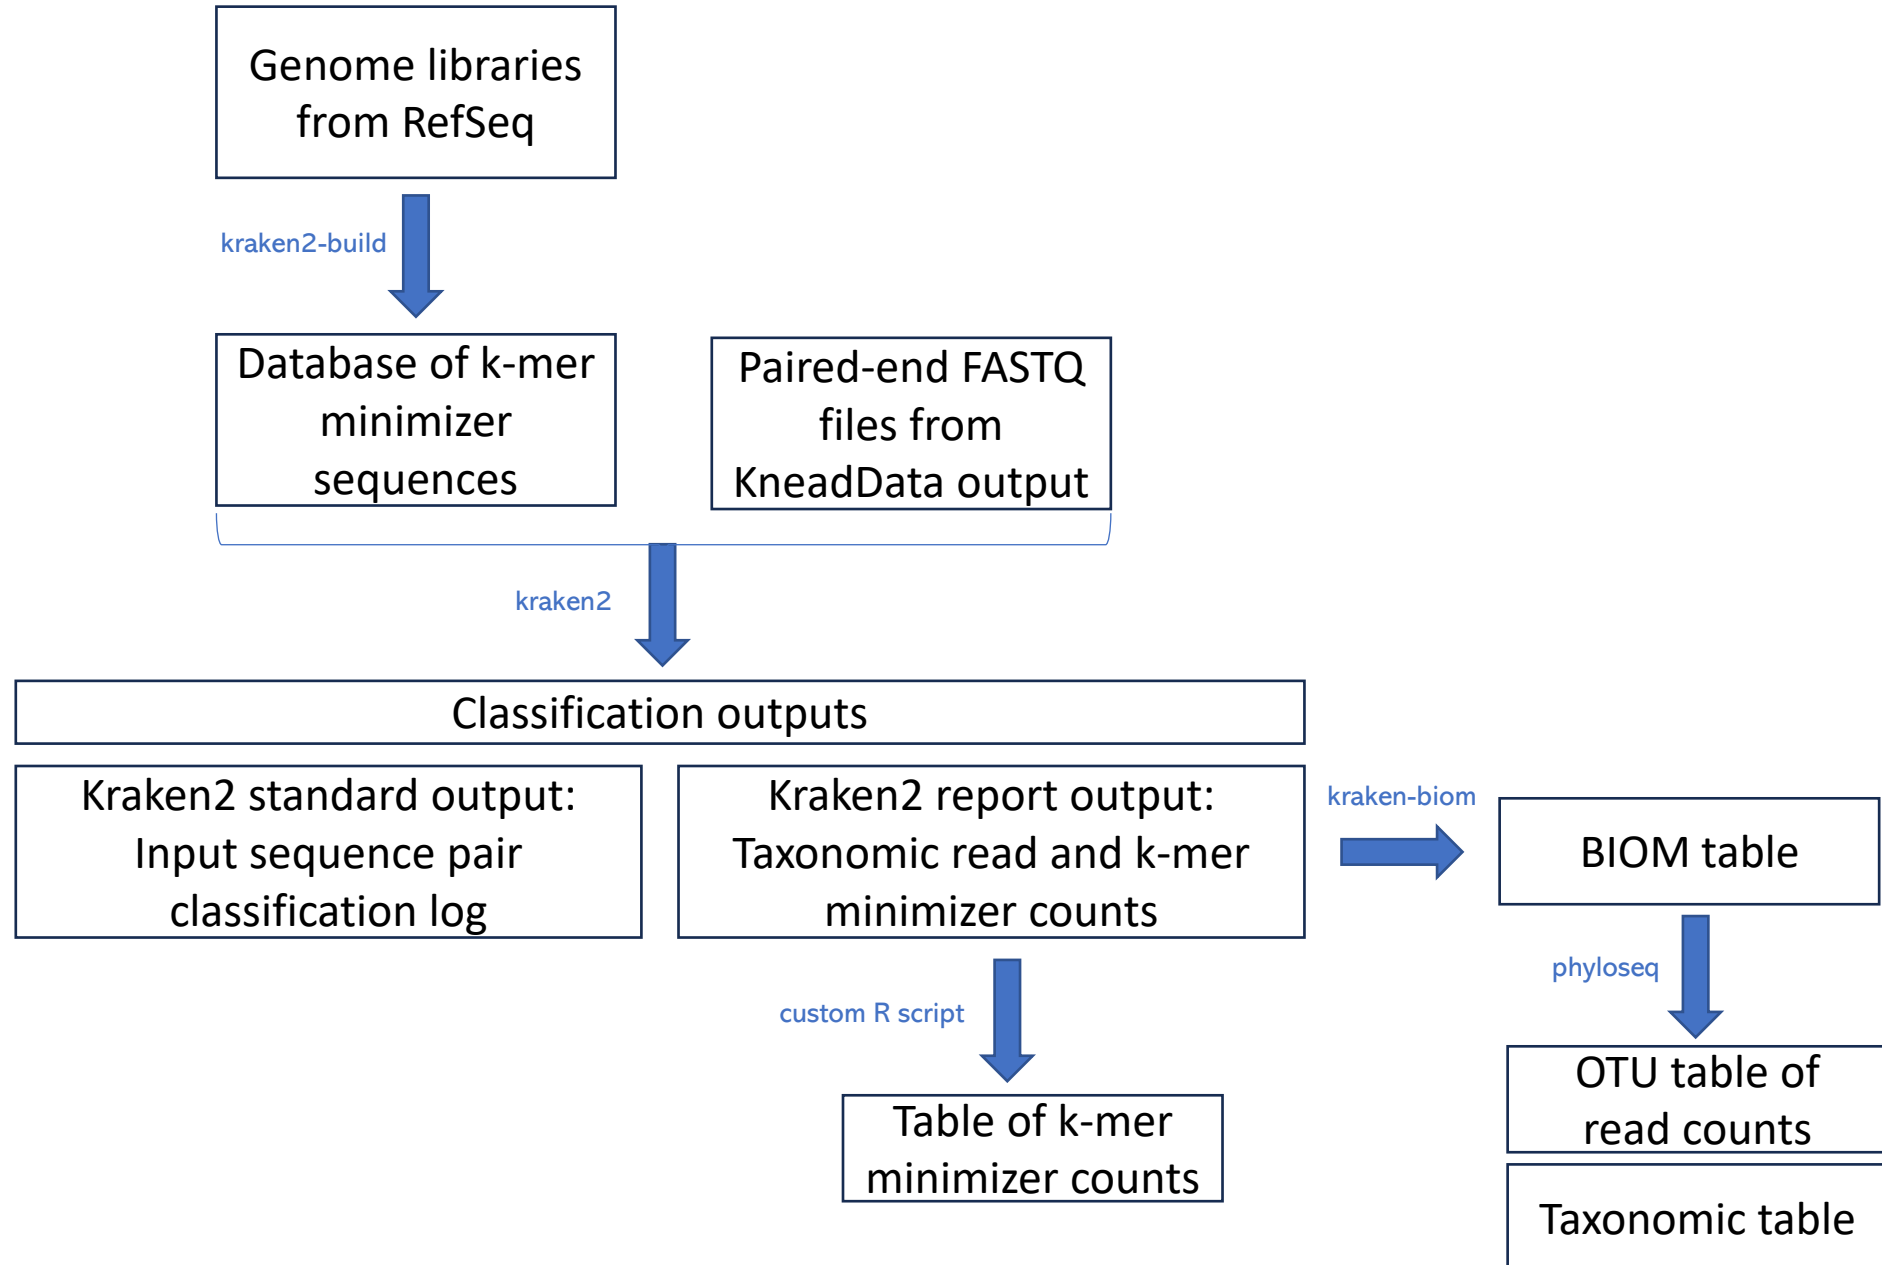 Genome libraries
from RefSeq
kraken2-build
Database of k-mer
minimizer
sequences
Paired-end FASTQ
files from
KneadData output
kraken2
Classification outputs
Kraken2 standard output:
Input sequence pair
classification log
Kraken2 report output:
Taxonomic read and k-mer
minimizer counts
kraken-biom
BIOM table
phyloseq
custom R script
Table of k-mer
minimizer counts
OTU table of
read counts
Taxonomic table